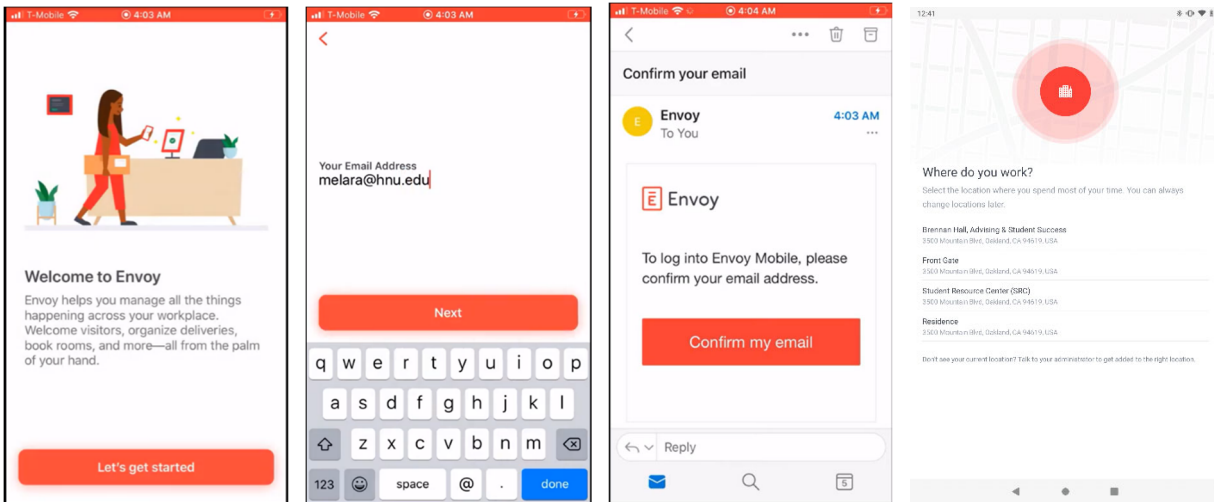 T-Mobile 4:03 AM
Welcome to Envoy
Envoy helps you manage all the things
happening across your workplace.
Welcome visitors, organize deliveries,
book rooms, and more—all from the palm
of your hand.
Let's get started
T-Mobile 4:03 AM
Your Email Address
melara@hnu.edu
Next
q w e r t y u i o p
a s d f g h j k l
z x c v b n m
123 space @ . done
T-Mobile 4:04 AM
Confirm your email
E
Envoy 4:03 AM
To You
E Envoy
To log into Envoy Mobile, please
confirm your email address.
Confirm my email
Reply
5
12:41
Where do you work?
Select the location where you spend most of your time. You can always
change locations later.
Brennan Hall, Advising & Student Success
3500 Mountain Blvd, Oakland, CA 94619, USA
Front Gate
3500 Mountain Blvd, Oakland, CA 94619, USA
Student Resource Center (SRC)
3500 Mountain Blvd, Oakland, CA 94619, USA
Residence
3500 Mountain Blvd, Oakland, CA 94619, USA
Don't see your current location? Talk to your administrator to get added to the right location.